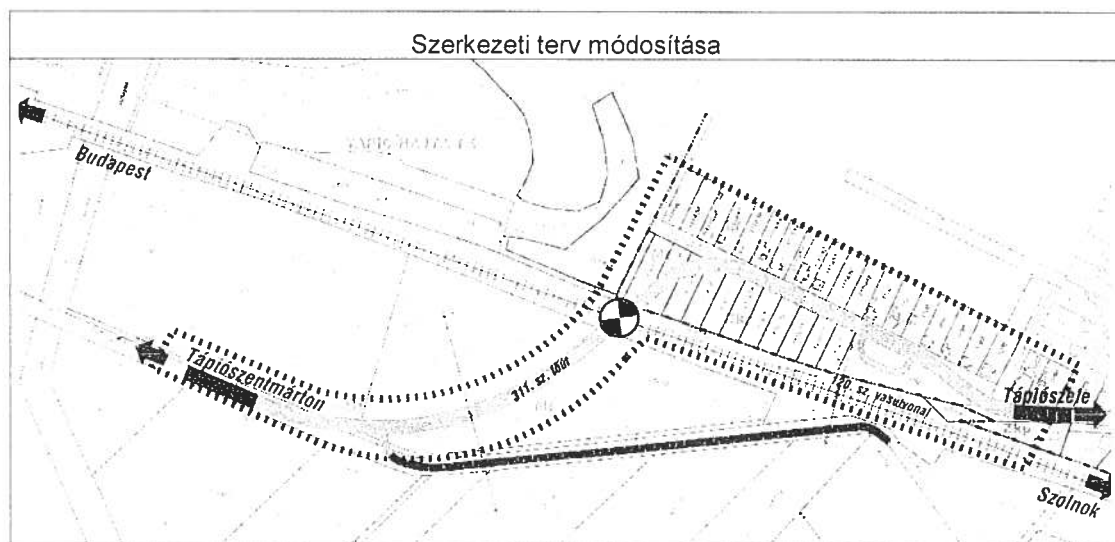 Szerkezeti terv módosítása
Budapest
Tápiószentmárton
311. sz. főút
120. sz. vasútvonal
Tápiószele
Szolnok